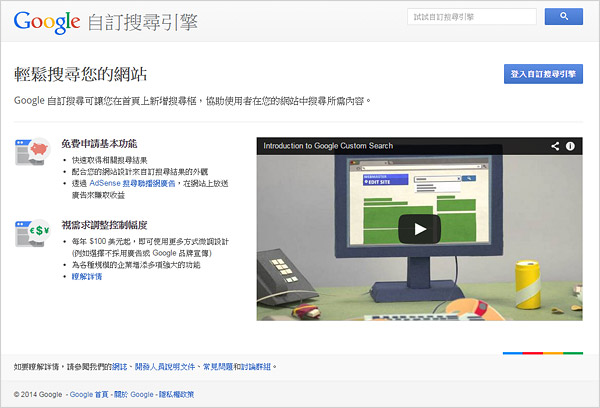 Google 自訂搜尋引擎
試試自訂搜尋引擎
輕鬆搜尋您的網站
登入自訂搜尋引擎
Google 自訂搜尋可讓您在首頁上新增搜尋框，協助使用者在您的網站中搜尋所需內容。
免費申請基本功能
快速取得相關搜尋結果
配合您的網站設計來自訂搜尋結果的外觀
透過 AdSense 搜尋聯播網廣告，在網站上放送
廣告來賺取收益
視需求調整控制幅度
每年 $100 美元起，即可使用更多方式微調設計
(例如選擇不採用廣告或 Google 品牌宣傳)
為各種規模的企業增添多項強大的功能
瞭解詳情
Introduction to Google Custom Search
WEBMASTER
EDIT SITE
如要瞭解詳情，請參閱我們的網誌、開發人員說明文件、常見問題和討論群組。
© 2014 Google - Google 首頁 - 關於 Google - 隱私權政策